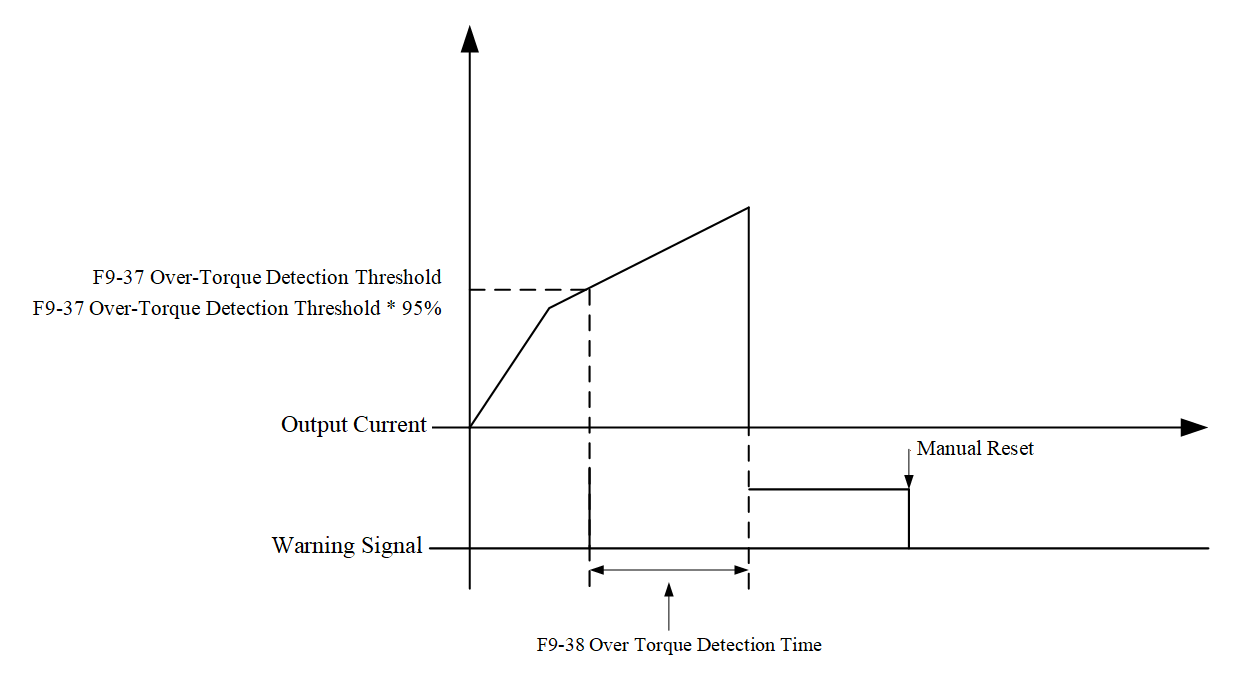 F9-37 Over-Torque Detection Threshold
F9-37 Over-Torque Detection Threshold * 95%
Output Current
Manual Reset
Warning Signal
F9-38 Over Torque Detection Time